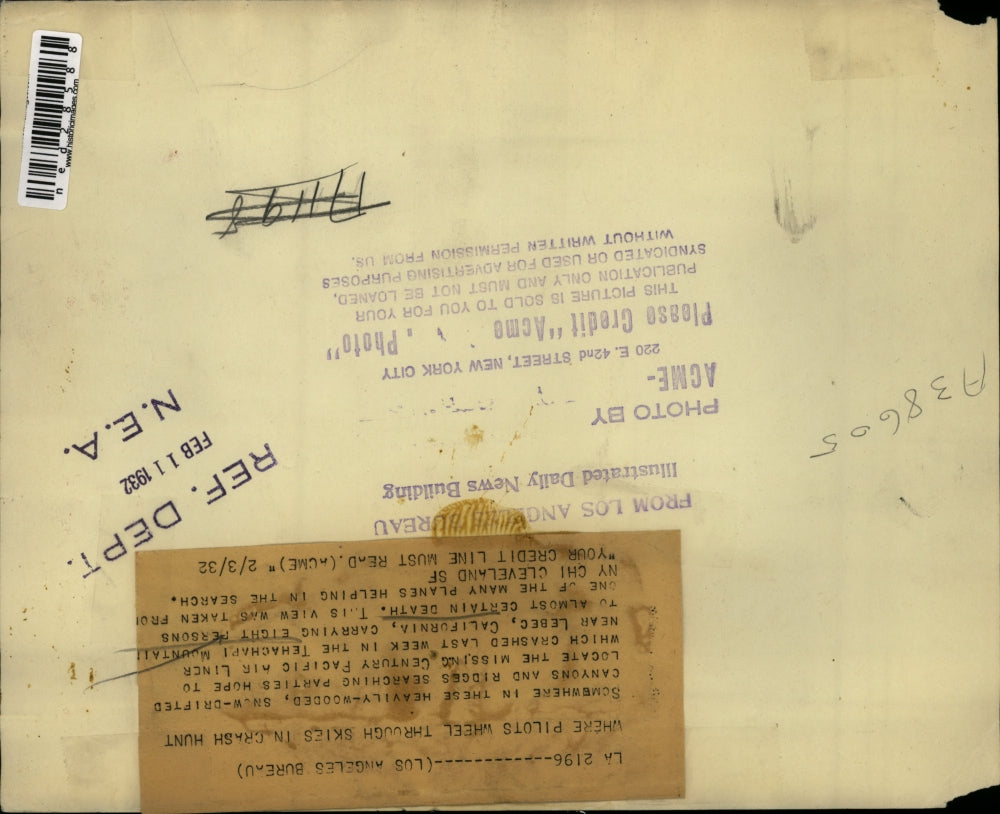 LA 2196--------------(LOS ANGELES BUREAU)
WHERE PILOTS WHEEL THROUGH SKIES IN CRASH HUNT
SOMEWHERE IN THESE HEAVILY-WOODED, SNOW-DRIFTED
CANYONS AND RIDGES SEARCHING PARTIES HOPE TO
LOCATE THE MISSING CENTURY PACIFIC AIR LINER
WHICH CRASHED LAST WEEK IN THE TEHACHAPI MOUNTAIN
NEAR LEBEC, CALIFORNIA, CARRYING EIGHT PERSONS
TO ALMOST CERTAIN DEATH. THIS VIEW WAS TAKEN FROM
ONE OF THE MANY PLANES HELPING IN THE SEARCH.
NY CHI CLEVELAND SF
"YOUR CREDIT LINE MUST READ (ACME)" 2/3/32
FROM LOS ANGELES BUREAU
Illustrated Daily News Building
PHOTO BY
ACME-
220 E. 42nd STREET, NEW YORK CITY
Please Credit "Acme Photo"
THIS PICTURE IS SOLD TO YOU FOR YOUR
PUBLICATION ONLY AND MUST NOT BE LOANED,
SYNDICATED OR USED FOR ADVERTISING PURPOSES
WITHOUT WRITTEN PERMISSION FROM US.
REF. DEPT.
FEB 11 1932
N.E.A.
A38605
www.historicimages.com
ned28588